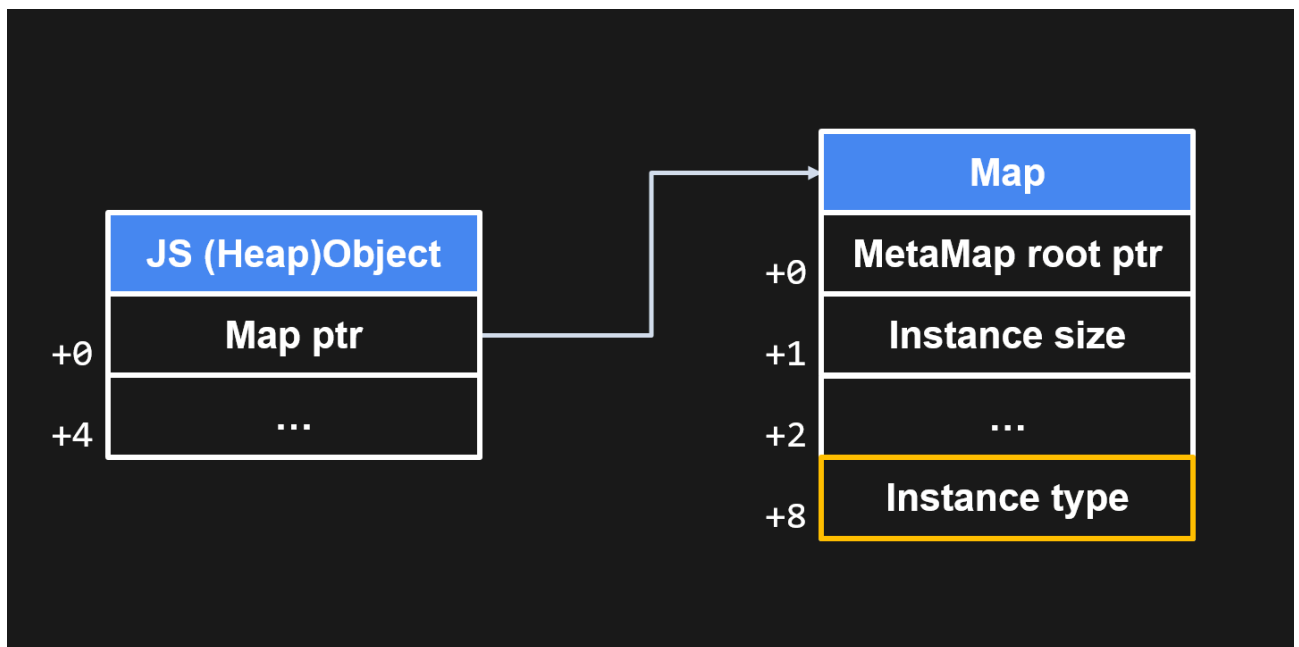 JS (Heap)Object
+0
Map ptr
+4
...
Map
+0
MetaMap root ptr
+1
Instance size
+2
...
+8
Instance type